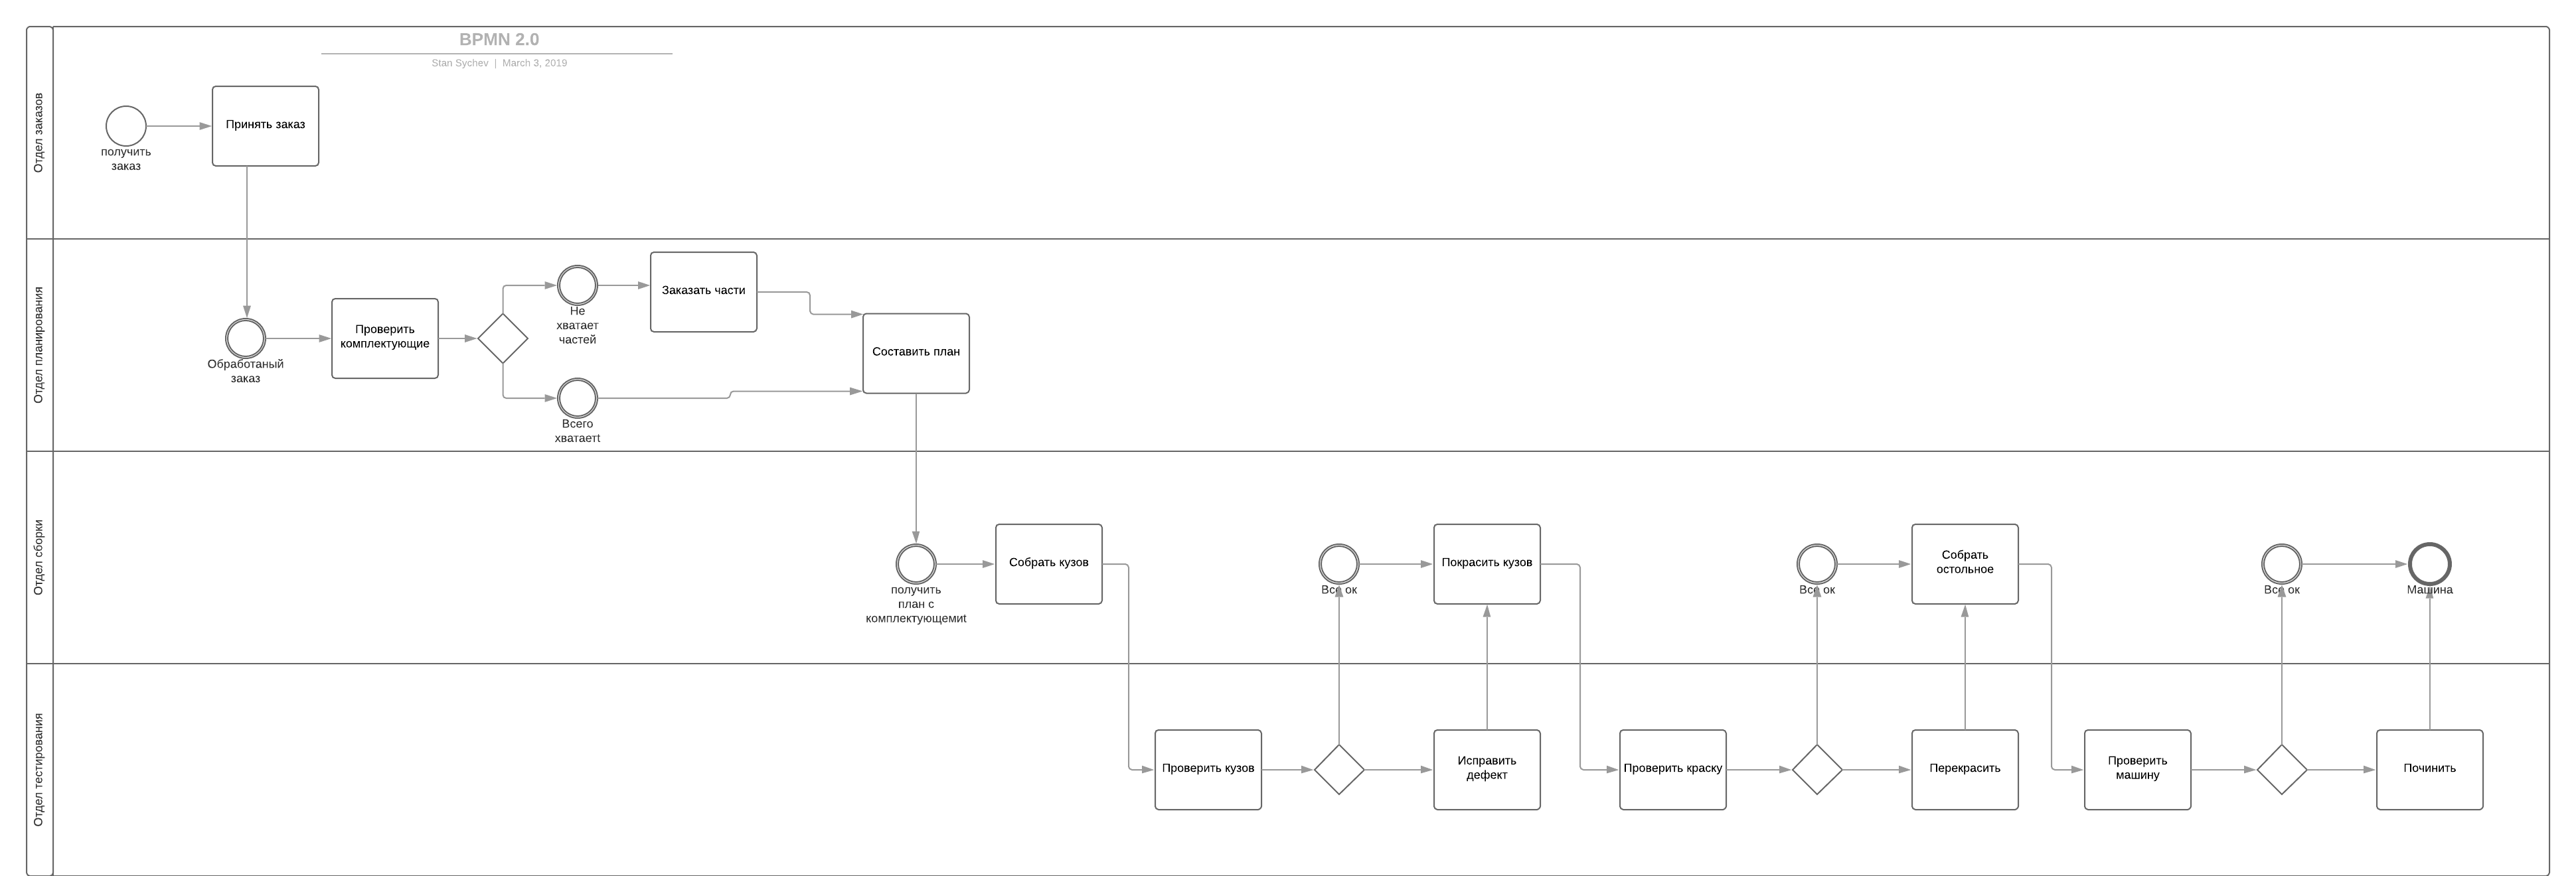 BPMN 2.0
Stan Sychev | March 3, 2019
Отдел заказов
получить
заказ
Принять заказ
Отдел планирования
Обработаный
заказ
Проверить
комплектующие
Не
хватает
частей
Всего
хватаетt
Заказать части
Составить план
Отдел сборки
получить
план с
комплектующемиt
Собрать кузов
Все ок
Покрасить кузов
Все ок
Собрать
остольное
Все ок
Машина
Отдел тестирования
Проверить кузов
Исправить
дефект
Проверить краску
Перекрасить
Проверить
машину
Починить